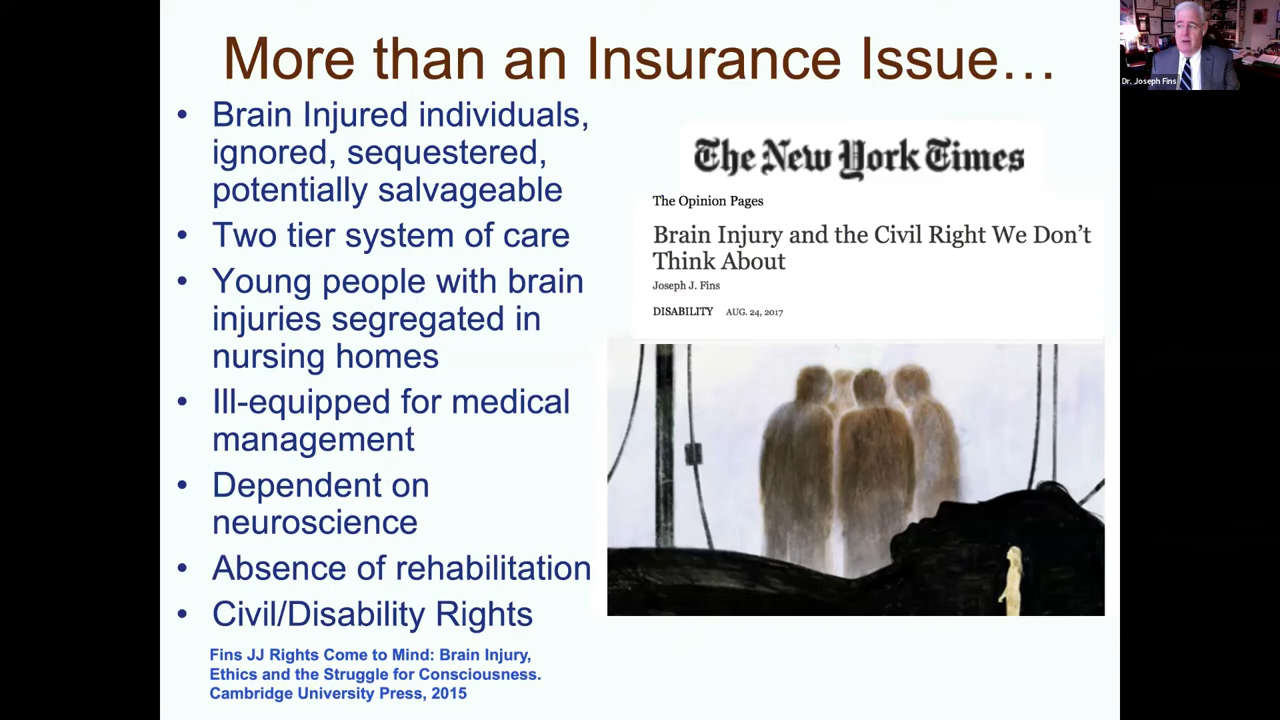 More than an Insurance Issue…
• Brain Injured individuals,
ignored, sequestered,
potentially salvageable
• Two tier system of care
• Young people with brain
injuries segregated in
nursing homes
• Ill-equipped for medical
management
• Dependent on
neuroscience
• Absence of rehabilitation
• Civil/Disability Rights
Fins JJ Rights Come to Mind: Brain Injury,
Ethics and the Struggle for Consciousness.
Cambridge University Press, 2015
The New York Times
The Opinion Pages
Brain Injury and the Civil Right We Don't
Think About
Joseph J. Fins
DISABILITY AUG. 24, 2017
Dr. Joseph Fins